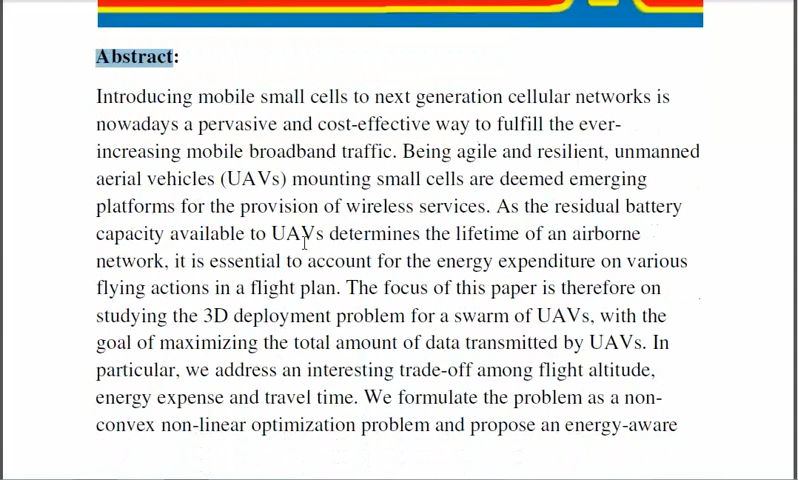 Abstract:
Introducing mobile small cells to next generation cellular networks is
nowadays a pervasive and cost-effective way to fulfill the ever-
increasing mobile broadband traffic. Being agile and resilient, unmanned
aerial vehicles (UAVs) mounting small cells are deemed emerging
platforms for the provision of wireless services. As the residual battery
capacity available to UAVs determines the lifetime of an airborne
network, it is essential to account for the energy expenditure on various
flying actions in a flight plan. The focus of this paper is therefore on
studying the 3D deployment problem for a swarm of UAVs, with the
goal of maximizing the total amount of data transmitted by UAVs. In
particular, we address an interesting trade-off among flight altitude,
energy expense and travel time. We formulate the problem as a non-
convex non-linear optimization problem and propose an energy-aware